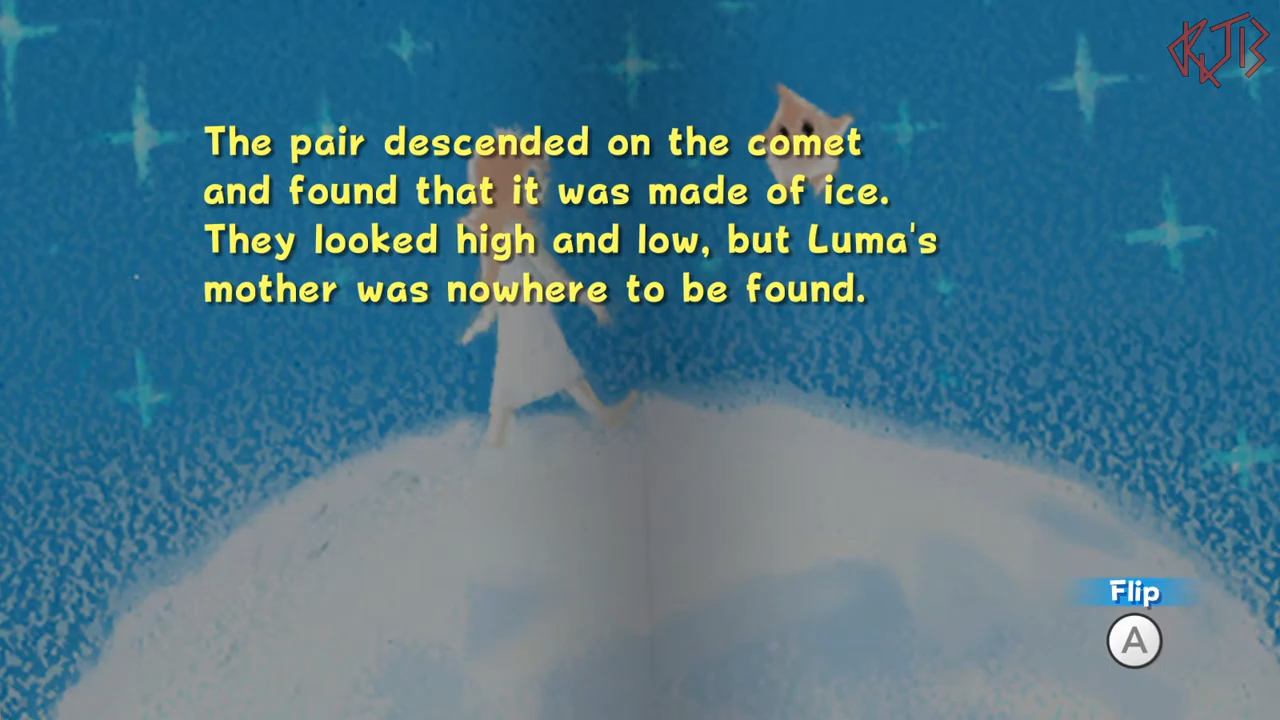 KJB
The pair descended on the comet
and found that it was made of ice.
They looked high and low, but Luma's
mother was nowhere to be found.
Flip
A